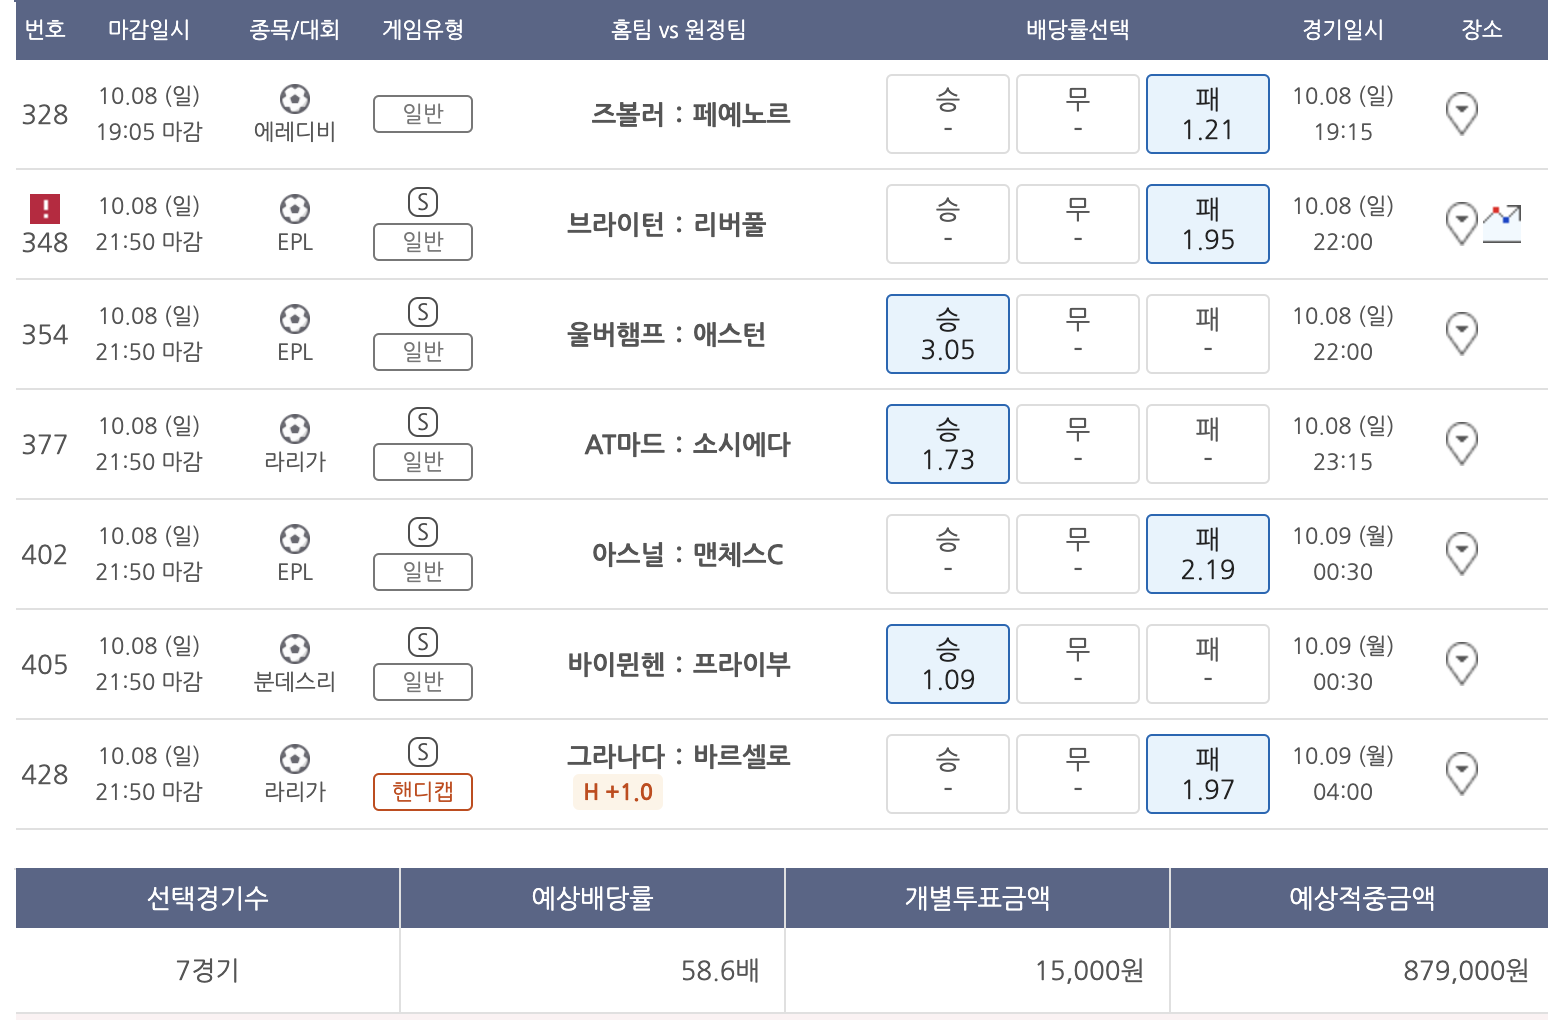 번호 마감일시 종목/대회 게임유형 홈팀 vs 원정팀 배당률선택 경기일시 장소
328 10.08 (일) 19:05 마감 에레디비 일반 즈볼러 : 페예노르 승 - 무 - 패 1.21 10.08 (일) 19:15
! 348 10.08 (일) 21:50 마감 EPL S 일반 브라이턴 : 리버풀 승 - 무 - 패 1.95 10.08 (일) 22:00
354 10.08 (일) 21:50 마감 EPL S 일반 울버햄프 : 애스턴 승 3.05 무 - 패 - 10.08 (일) 22:00
377 10.08 (일) 21:50 마감 라리가 S 일반 AT마드 : 소시에다 승 1.73 무 - 패 - 10.08 (일) 23:15
402 10.08 (일) 21:50 마감 EPL S 일반 아스널 : 맨체스C 승 - 무 - 패 2.19 10.09 (월) 00:30
405 10.08 (일) 21:50 마감 분데스리 S 일반 바이뮌헨 : 프라이부 승 1.09 무 - 패 - 10.09 (월) 00:30
428 10.08 (일) 21:50 마감 라리가 S 핸디캡 그라나다 : 바르셀로 H +1.0 승 - 무 - 패 1.97 10.09 (월) 04:00
선택경기수 예상배당률 개별투표금액 예상적중금액
7경기 58.6배 15,000원 879,000원